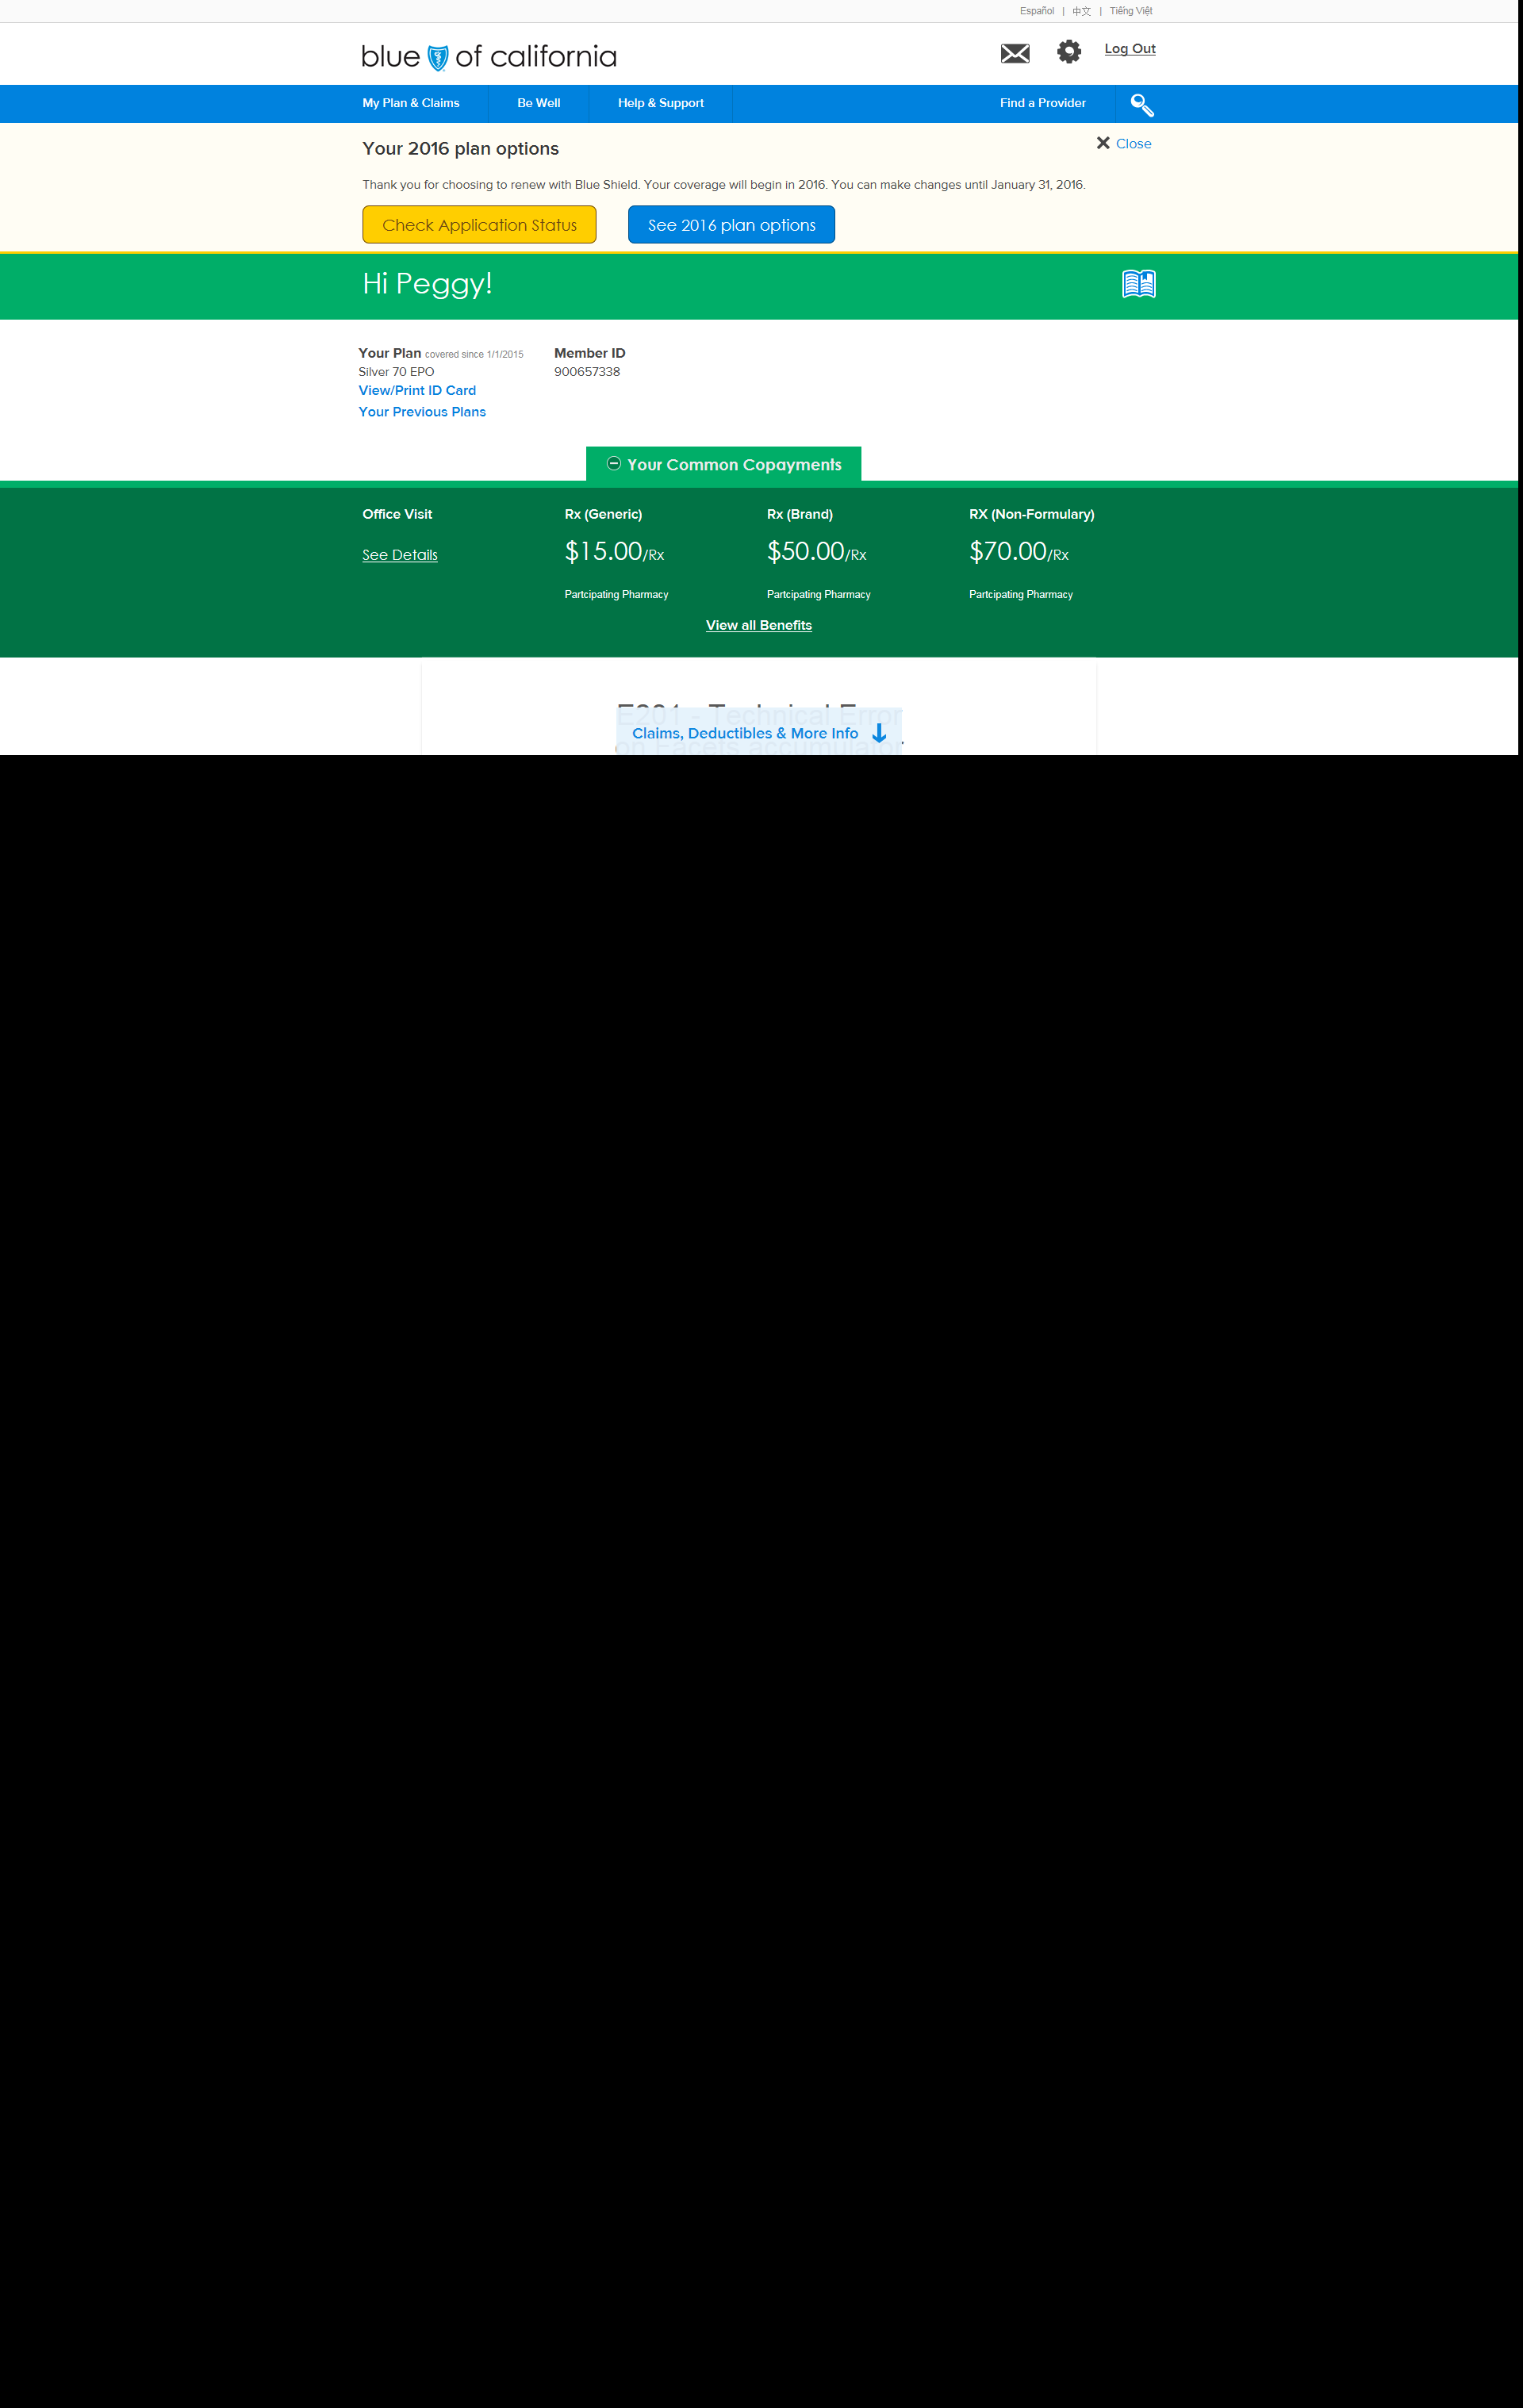 Español | 中文 | Tiếng Việt
blue of california
Log Out
My Plan & Claims Be Well Help & Support Find a Provider
Your 2016 plan options
Close
Thank you for choosing to renew with Blue Shield. Your coverage will begin in 2016. You can make changes until January 31, 2016.
Check Application Status See 2016 plan options
Hi Peggy!
Your Plan covered since 1/1/2015 Member ID
Silver 70 EPO 900657338
View/Print ID Card
Your Previous Plans
Your Common Copayments
Office Visit Rx (Generic) Rx (Brand) RX (Non-Formulary)
See Details $15.00/Rx $50.00/Rx $70.00/Rx
Partcipating Pharmacy Partcipating Pharmacy Partcipating Pharmacy
View all Benefits
E201 - Technical Error
Claims, Deductibles & More Info
on Facets accumulator